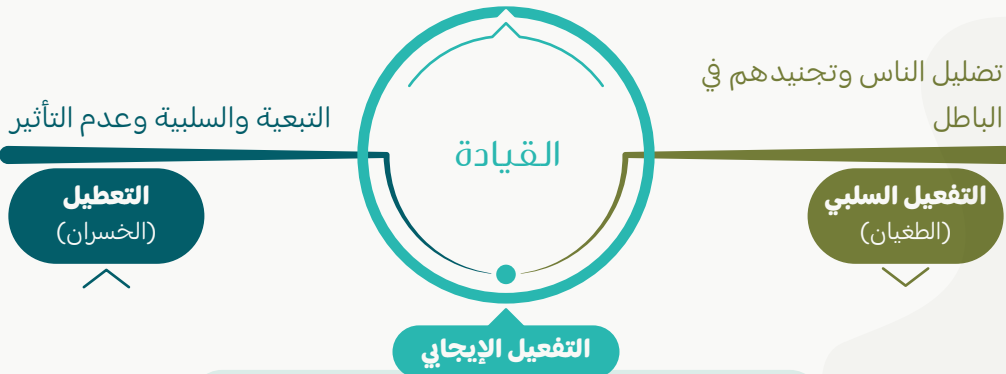 تضليل الناس وتجنيدهم في
الباطل
التفعيل السلبي
(الطغيان)
القيادة
التبعية والسلبية وعدم التأثير
التعطيل
(الخسران)
التفعيل الإيجابي